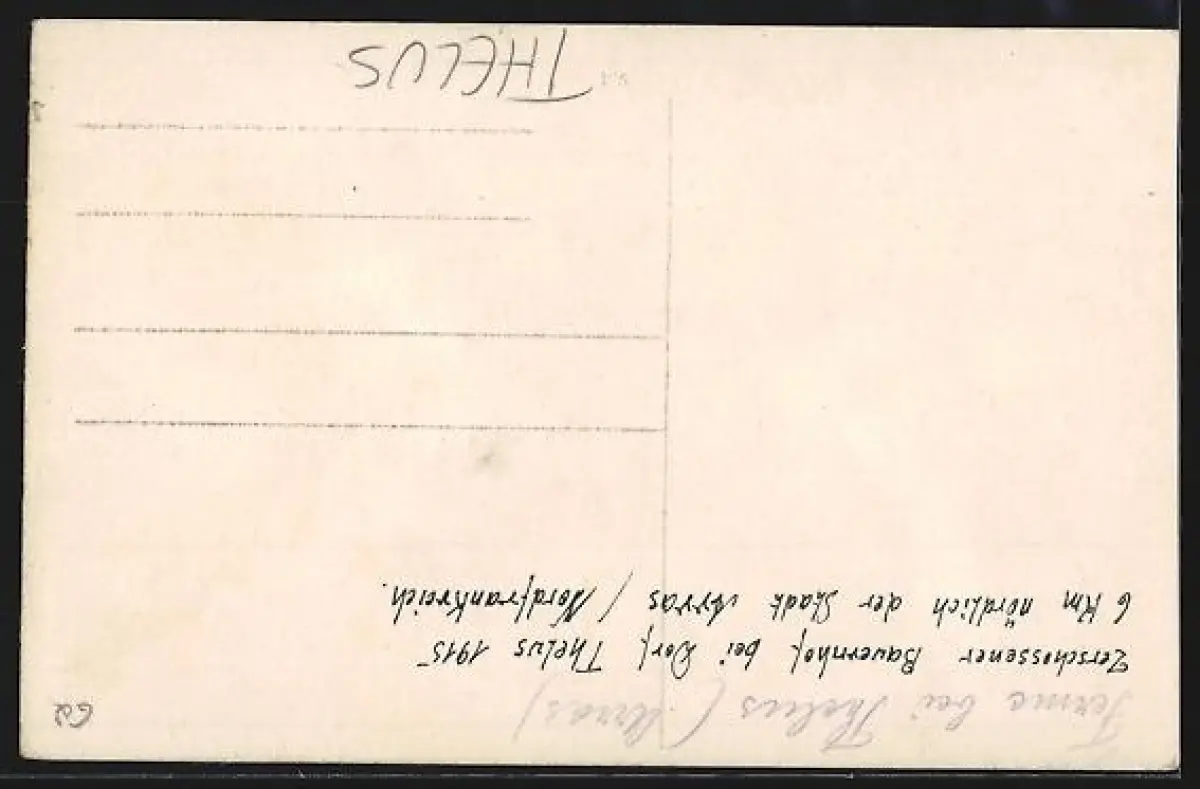 Ferme bei Thelus (Arras)
Zerschossener Bauernhof bei Dorf Thelus 1915
6 Km nördlich der Stadt Arras / Nordfrankreich.
THELUS